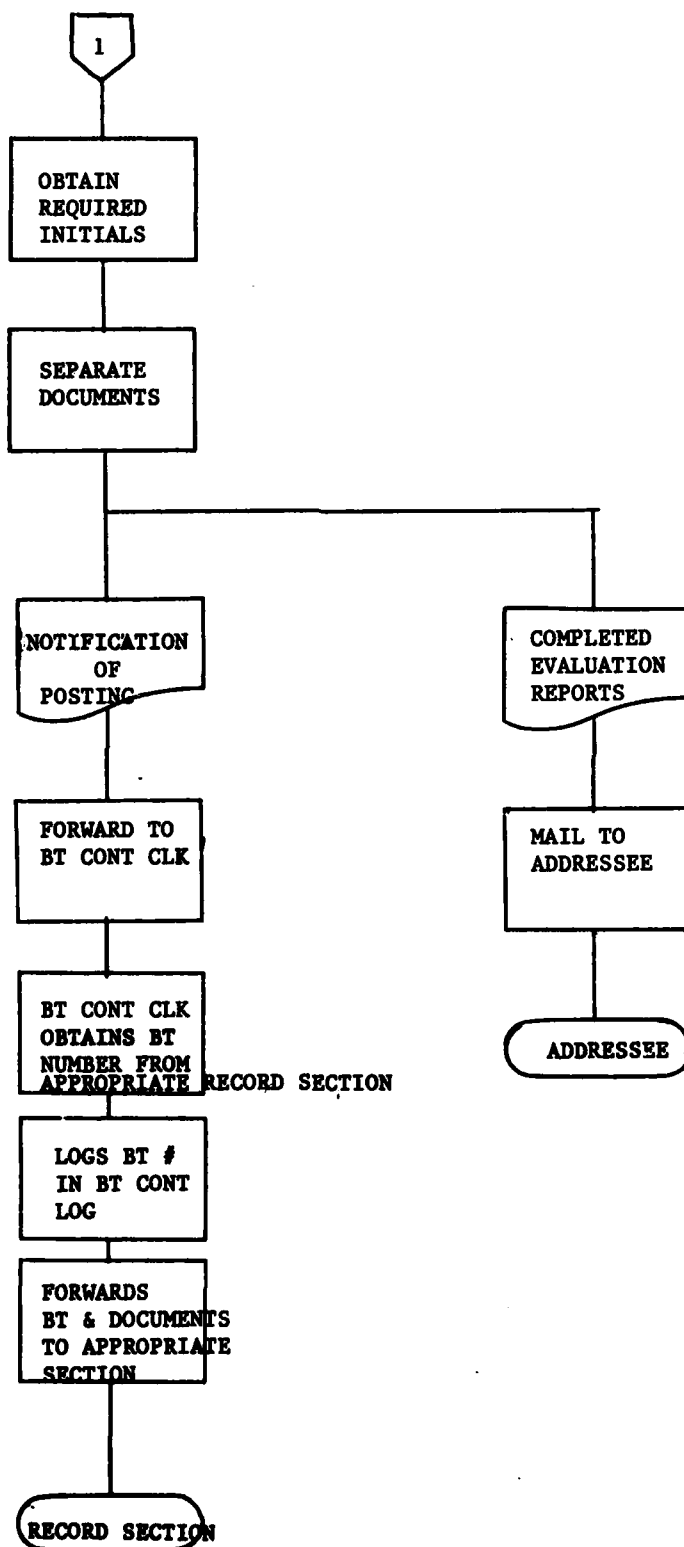 1
OBTAIN
REQUIRED
INITIALS
SEPARATE
DOCUMENTS
NOTIFICATION
OF
POSTING
FORWARD TO
BT CONT CLK
BT CONT CLK
OBTAINS BT
NUMBER FROM
APPROPRIATE RECORD SECTION
LOGS BT #
IN BT CONT
LOG
FORWARDS
BT & DOCUMENTS
TO APPROPRIATE
SECTION
RECORD SECTION
COMPLETED
EVALUATION
REPORTS
MAIL TO
ADDRESSEE
ADDRESSEE